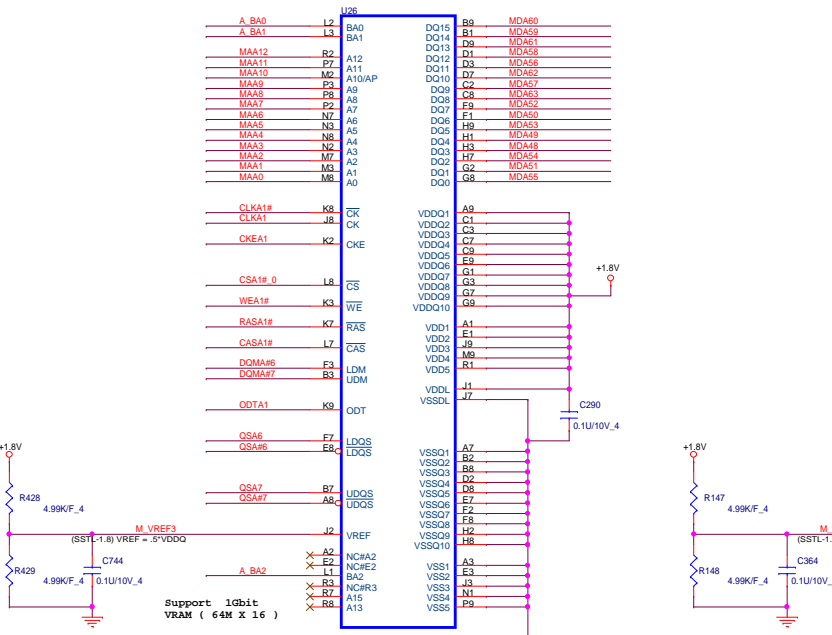 U26
A_BA0 L2 BA0 DQ15 B9 MDA60
A_BA1 L3 BA1 DQ14 B1 MDA59
DQ13 D9 MDA61
MAA12 R2 A12 DQ12 D1 MDA58
MAA11 P7 A11 DQ11 D3 MDA56
MAA10 M2 A10/AP DQ10 D7 MDA62
MAA9 P3 A9 DQ9 C2 MDA57
MAA8 P8 A8 DQ8 C8 MDA63
MAA7 P2 A7 DQ7 F9 MDA52
MAA6 N7 A6 DQ6 F1 MDA50
MAA5 N3 A5 DQ5 H9 MDA53
MAA4 N8 A4 DQ4 H1 MDA49
MAA3 N2 A3 DQ3 H3 MDA48
MAA2 M7 A2 DQ2 H7 MDA54
MAA1 M3 A1 DQ1 G2 MDA51
MAA0 M8 A0 DQ0 G8 MDA55
CLKA1# K8 CK VDDQ1 A9
CLKA1 J8 CK VDDQ2 C1
VDDQ3 C3
CKEA1 K2 CKE VDDQ4 C7
VDDQ5 C9
VDDQ6 E9
VDDQ7 G1
+1.8V
CSA1#_0 L8 CS VDDQ8 G3
VDDQ9 G7
WEA1# K3 WE VDDQ10 G9
RASA1# K7 RAS VDD1 A1
VDD2 E1
CASA1# L7 CAS VDD3 J9
VDD4 M9
DQMA#6 F3 LDM VDD5 R1
DQMA#7 B3 UDM
VDDL J1
VSSDL J7
ODTA1 K9 ODT
C290
0.1U/10V_4
QSA6 F7 LDQS
QSA#6 E8 LDQS VSSQ1 A7
+1.8V VSSQ2 B2 +1.8V
VSSQ3 B8
VSSQ4 D2
QSA7 B7 UDQS VSSQ5 D8
QSA#7 A8 UDQS VSSQ6 E7
R428 VSSQ7 F2 R147
4.99K/F_4 VSSQ8 F8 4.99K/F_4
M_VREF3 J2 VREF VSSQ9 H2 M_
(SSTL-1.8) VREF = .5*VDDQ VSSQ10 H8 (SSTL-1.
A2 NC#A2
E2 NC#E2 VSS1 A3
C744 C364
R429 A_BA2 L1 BA2 VSS2 E3 R148
4.99K/F_4 0.1U/10V_4 R3 NC#R3 VSS3 J3 4.99K/F_4 0.1U/10V_
R7 A15 VSS4 N1
R8 A13 VSS5 P9
Support 1Gbit
VRAM ( 64M X 16 )